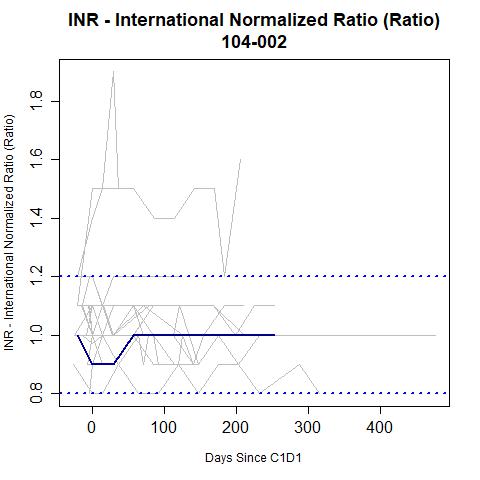 INR - International Normalized Ratio (Ratio)
104-002
INR - International Normalized Ratio (Ratio)
1.8
1.6
1.4
1.2
1.0
0.8
0 100 200 300 400
Days Since C1D1